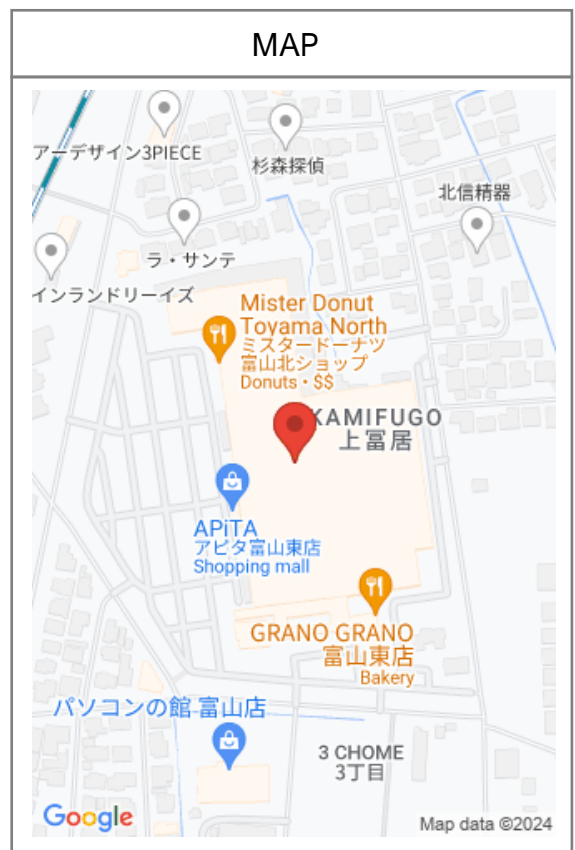 MAP
アーデザイン3PIECE
杉森探偵
北信精器
ラ・サンテ
インランドリーイズ
Mister Donut
Toyama North
ミスタードーナツ
富山北ショップ
Donuts • $$
KAMIFUGO
上冨居
APiTA
アピタ富山東店
Shopping mall
GRANO GRANO
富山東店
Bakery
パソコンの館 富山店
3 CHOME
3丁目
Google
Map data ©2024